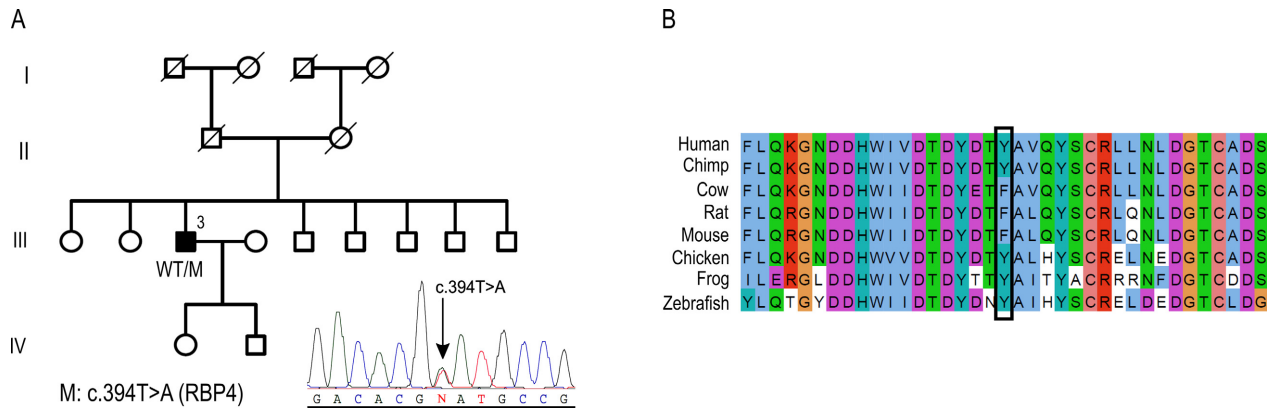 A
I
II
III
3
WT/M
IV
c.394T>A
G A C A C G N A T G C C G
M: c.394T>A (RBP4)
B
Human F L Q K G N D D H W I V D T D Y D T Y A V Q Y S C R L L N L D G T C A D S
Chimp F L Q K G N D D H W I V D T D Y D T Y A V Q Y S C R L L N L D G T C A D S
Cow F L Q K G N D D H W I I D T D Y E T F A V Q Y S C R L L N L D G T C A D S
Rat F L Q R G N D D H W I I D T D Y D T F A L Q Y S C R L Q N L D G T C A D S
Mouse F L Q R G N D D H W I I D T D Y D T F A L Q Y S C R L Q N L D G T C A D S
Chicken F L Q K G N D D H W V V D T D Y D T Y A L H Y S C R E L N E D G T C A D S
Frog I L E R G L D D H W I V D T D Y T T Y A I T Y A C R R R N F D G T C D D S
Zebrafish Y L Q T G Y D D H W I I D T D Y D N Y A I H Y S C R E L D E D G T C L D G